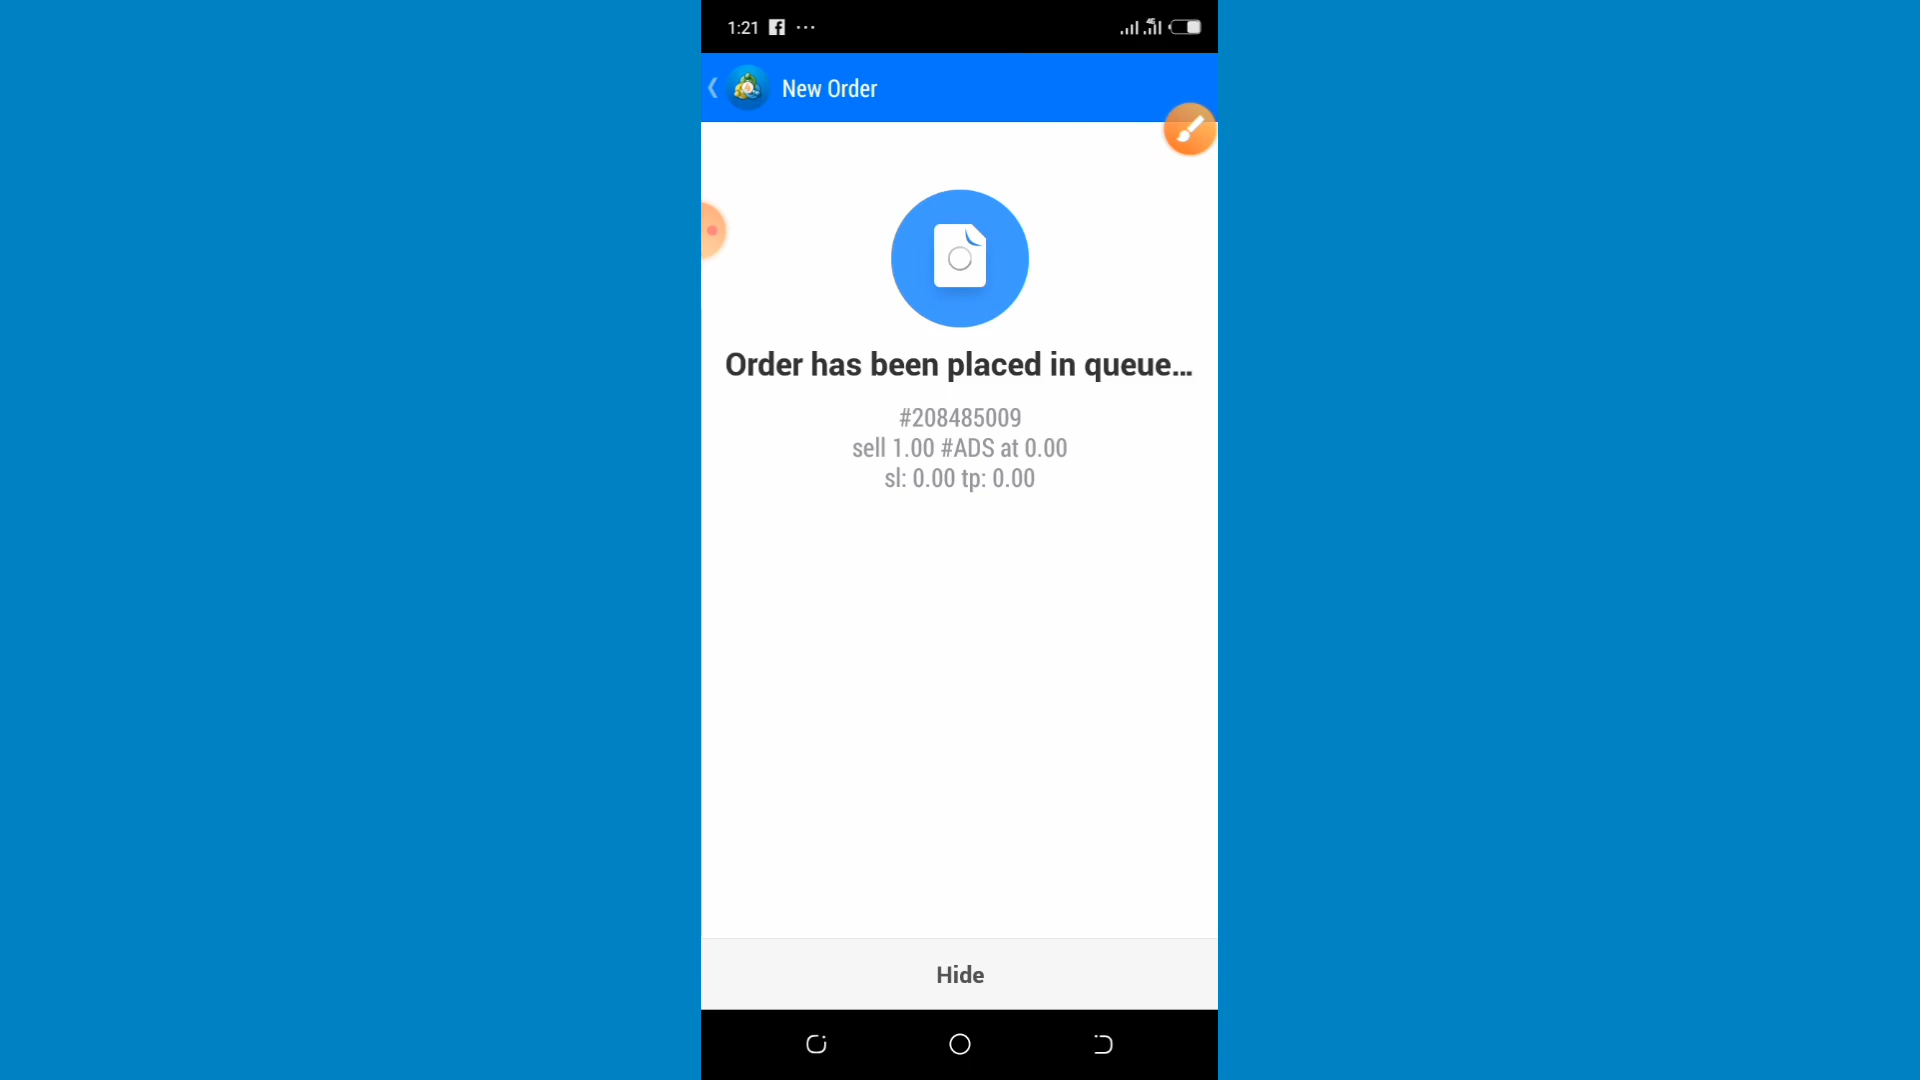 1:21
New Order
Order has been placed in queue...
#208485009
sell 1.00 #ADS at 0.00
sl: 0.00 tp: 0.00
Hide